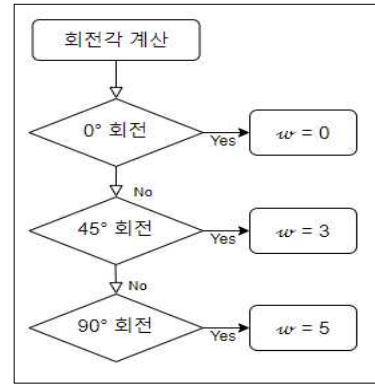 회전각 계산
0° 회전
Yes
𝓌 = 0
No
45° 회전
Yes
𝓌 = 3
No
90° 회전
Yes
𝓌 = 5